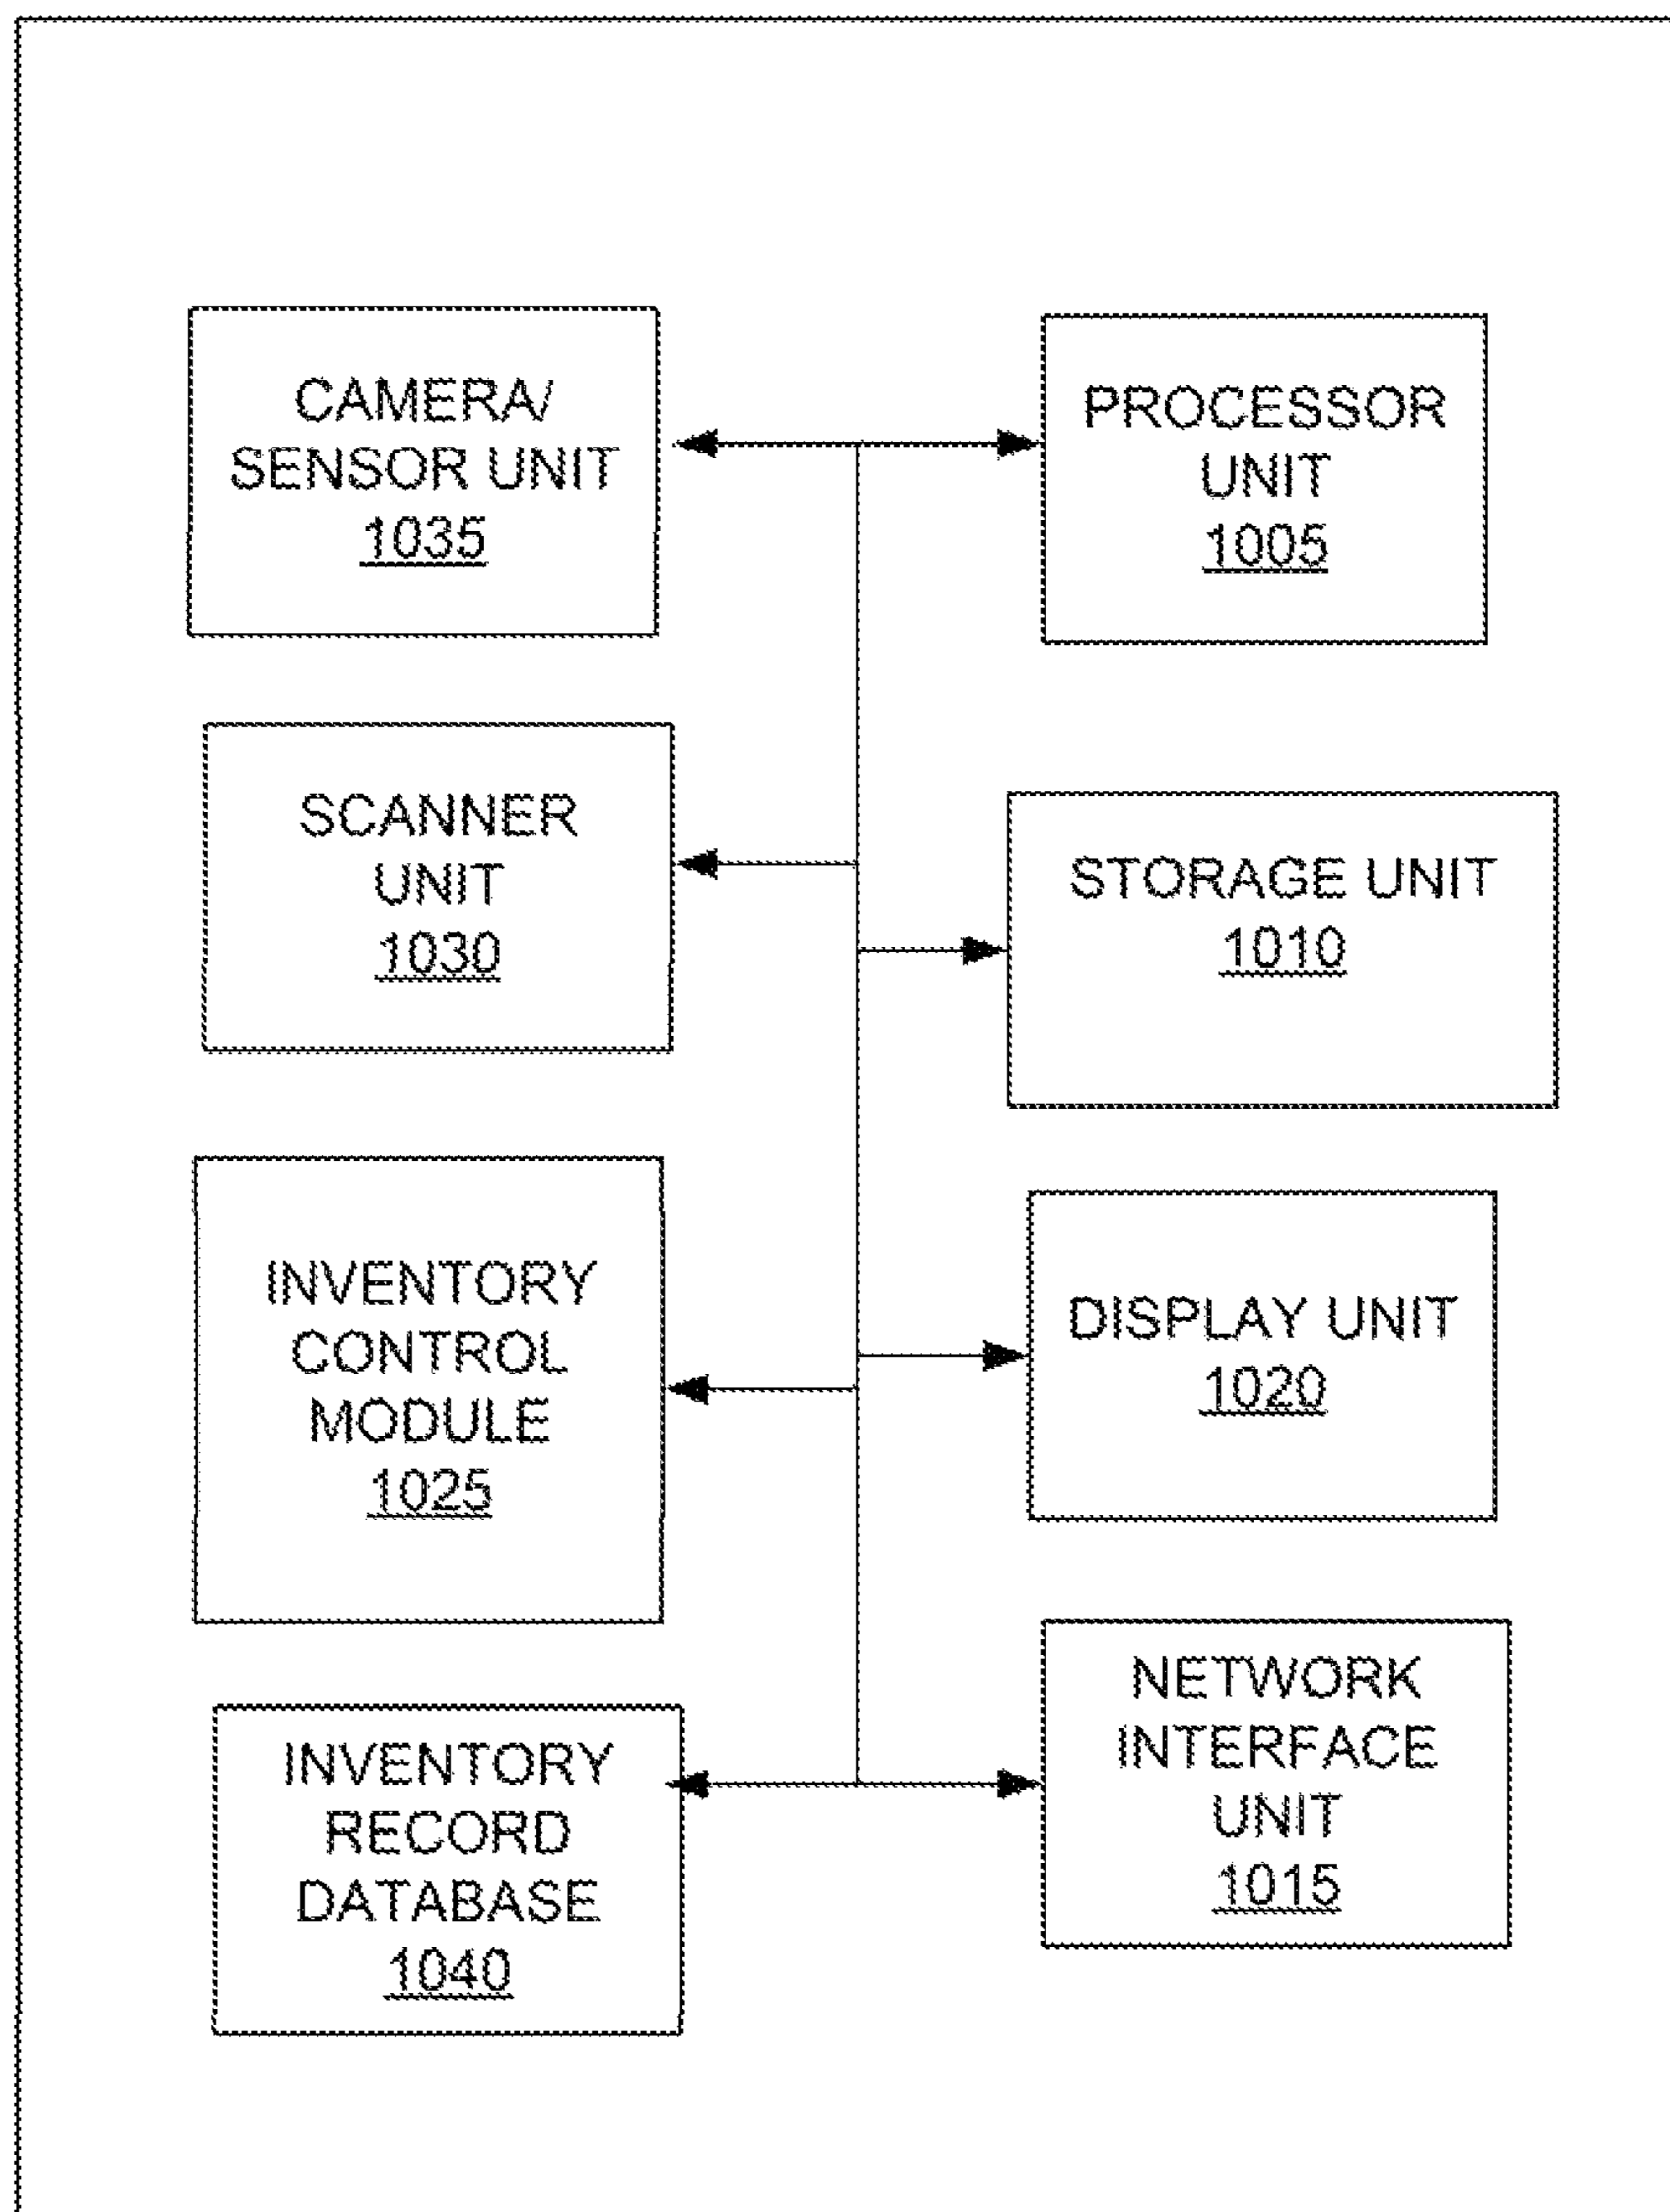 CAMERA/
SENSOR UNIT
1035
PROCESSOR
UNIT
1005
SCANNER
UNIT
1030
STORAGE UNIT
1010
INVENTORY
CONTROL
MODULE
1025
DISPLAY UNIT
1020
INVENTORY
RECORD
DATABASE
1040
NETWORK
INTERFACE
UNIT
1015